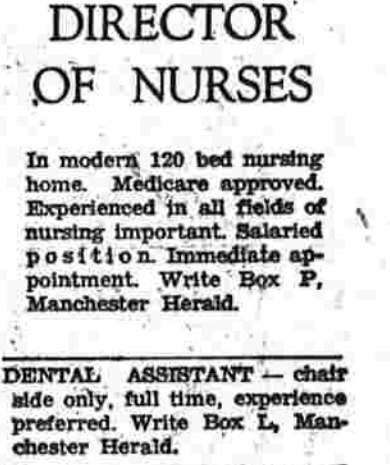 DIRECTOR
OF NURSES
In modern 120 bed nursing
home. Medicare approved.
Experienced in all fields of
nursing important. Salaried
position. Immediate ap-
pointment. Write Box P,
Manchester Herald.
DENTAL ASSISTANT — chair
side only, full time, experience
preferred. Write Box L, Man-
chester Herald.